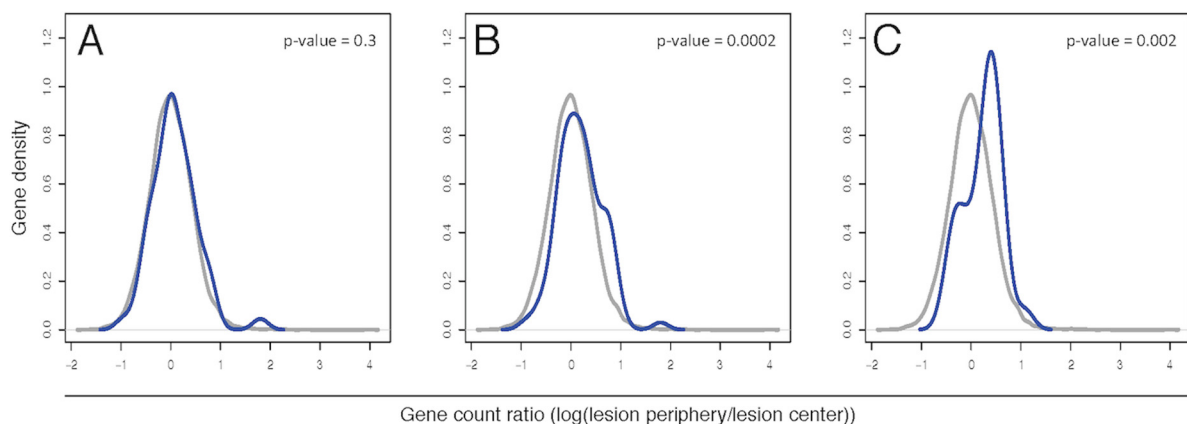 A
p-value = 0.3
B
p-value = 0.0002
C
p-value = 0.002
Gene density
0.0 0.2 0.4 0.6 0.8 1.0 1.2
0.0 0.2 0.4 0.6 0.8 1.0 1.2
0.0 0.2 0.4 0.6 0.8 1.0 1.2
-2 -1 0 1 2 3 4
-2 -1 0 1 2 3 4
-2 -1 0 1 2 3 4
Gene count ratio (log(lesion periphery/lesion center))